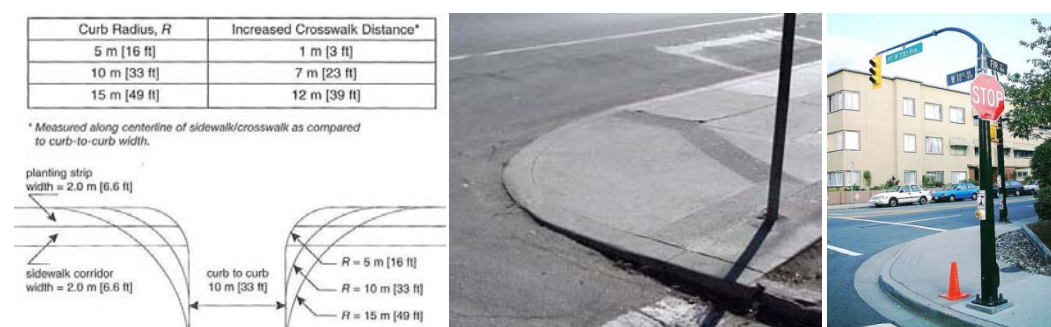 Curb Radius, R Increased Crosswalk Distance*
5 m [16 ft] 1 m [3 ft]
10 m [33 ft] 7 m [23 ft]
15 m [49 ft] 12 m [39 ft]
* Measured along centerline of sidewalk/crosswalk as compared
to curb-to-curb width.
planting strip
width = 2.0 m [6.6 ft]
sidewalk corridor
width = 2.0 m [6.6 ft]
curb to curb
10 m [33 ft]
R = 5 m [16 ft]
R = 10 m [33 ft]
R = 15 m [49 ft]
STOP